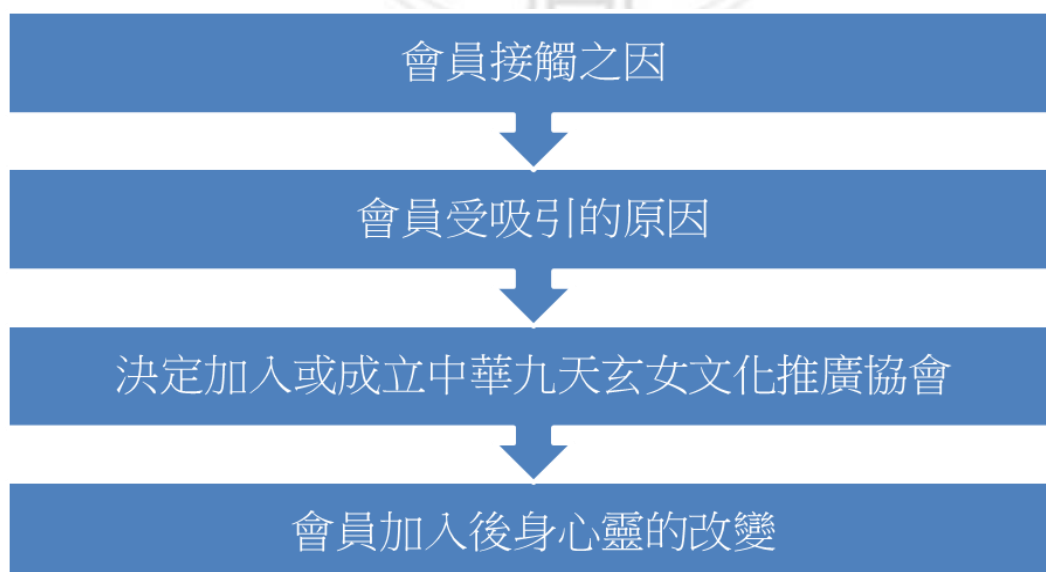 會員接觸之因
會員受吸引的原因
決定加入或成立中華九天玄女文化推廣協會
會員加入後身心靈的改變